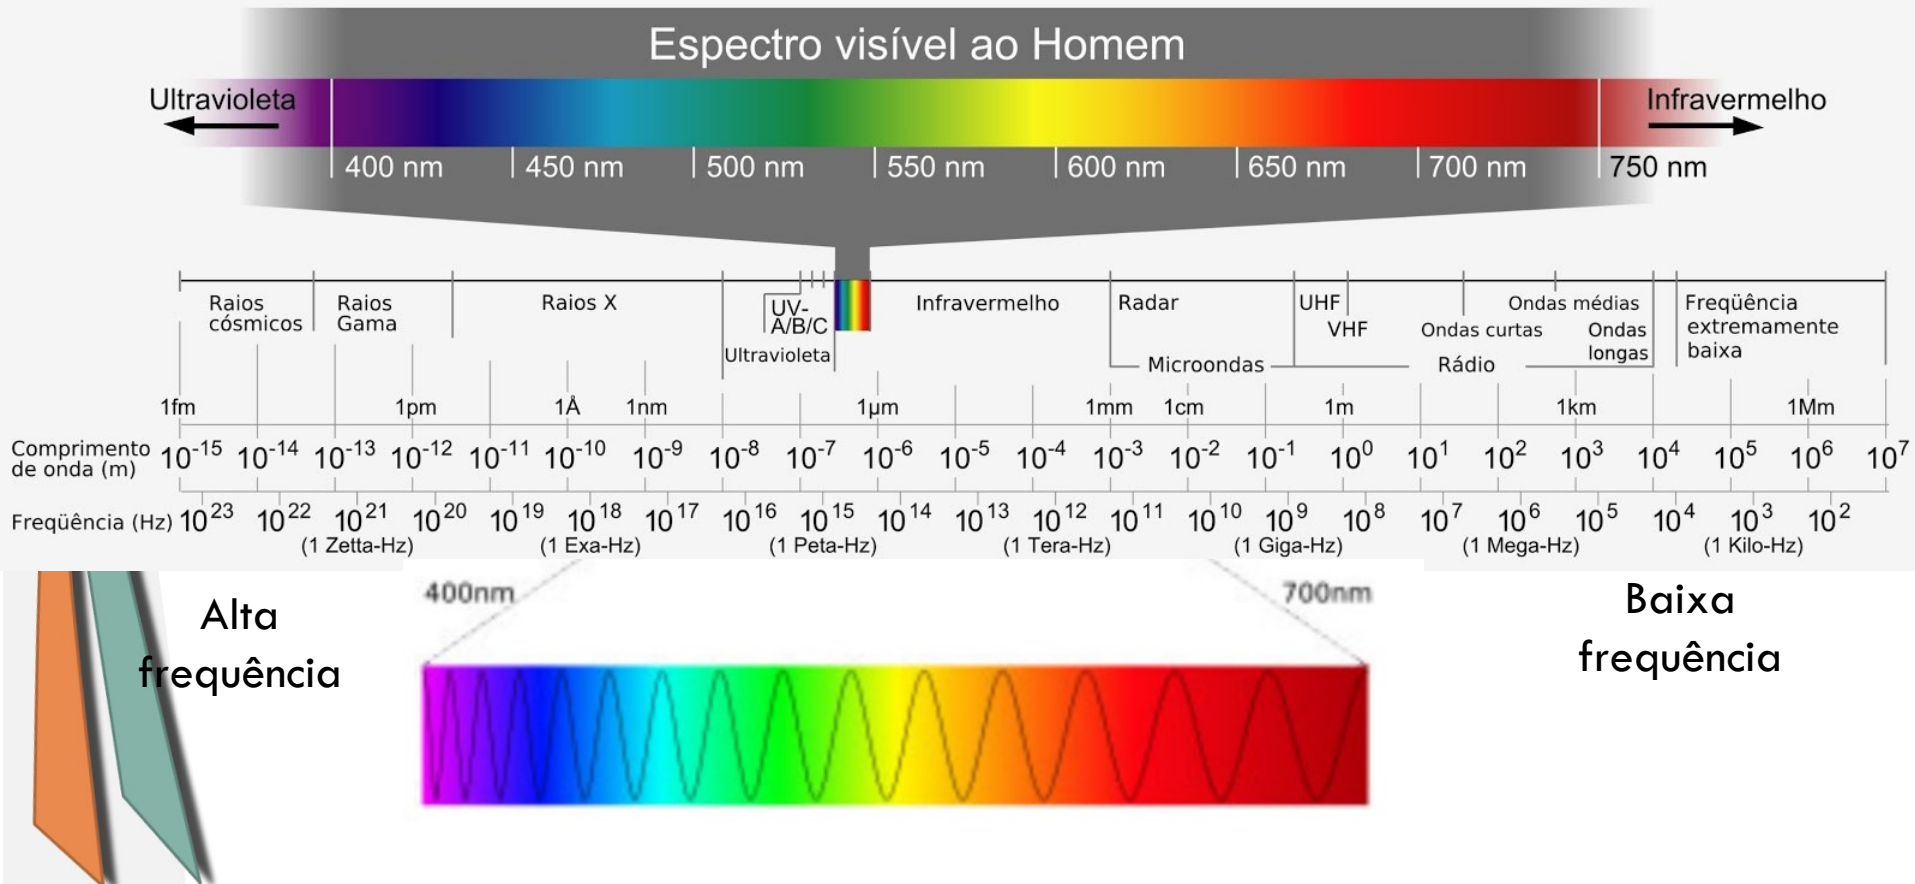 Espectro visível ao Homem
Ultravioleta
Infravermelho
400 nm 450 nm 500 nm 550 nm 600 nm 650 nm 700 nm 750 nm
Raios
cósmicos
Raios
Gama
Raios X
UV-
A/B/C
Ultravioleta
Infravermelho
Radar
Microondas
UHF
VHF
Ondas curtas
Ondas médias
Ondas
longas
Rádio
Freqüência
extremamente
baixa
1fm 1pm 1Å 1nm 1µm 1mm 1cm 1m 1km 1Mm
Comprimento
de onda (m)
10⁻¹⁵ 10⁻¹⁴ 10⁻¹³ 10⁻¹² 10⁻¹¹ 10⁻¹⁰ 10⁻⁹ 10⁻⁸ 10⁻⁷ 10⁻⁶ 10⁻⁵ 10⁻⁴ 10⁻³ 10⁻² 10⁻¹ 10⁰ 10¹ 10² 10³ 10⁴ 10⁵ 10⁶ 10⁷
Freqüência (Hz) 10²³ 10²² 10²¹ 10²⁰ 10¹⁹ 10¹⁸ 10¹⁷ 10¹⁶ 10¹⁵ 10¹⁴ 10¹³ 10¹² 10¹¹ 10¹⁰ 10⁹ 10⁸ 10⁷ 10⁶ 10⁵ 10⁴ 10³ 10²
(1 Zetta-Hz) (1 Exa-Hz) (1 Peta-Hz) (1 Tera-Hz) (1 Giga-Hz) (1 Mega-Hz) (1 Kilo-Hz)
400nm 700nm
Alta
frequência
Baixa
frequência